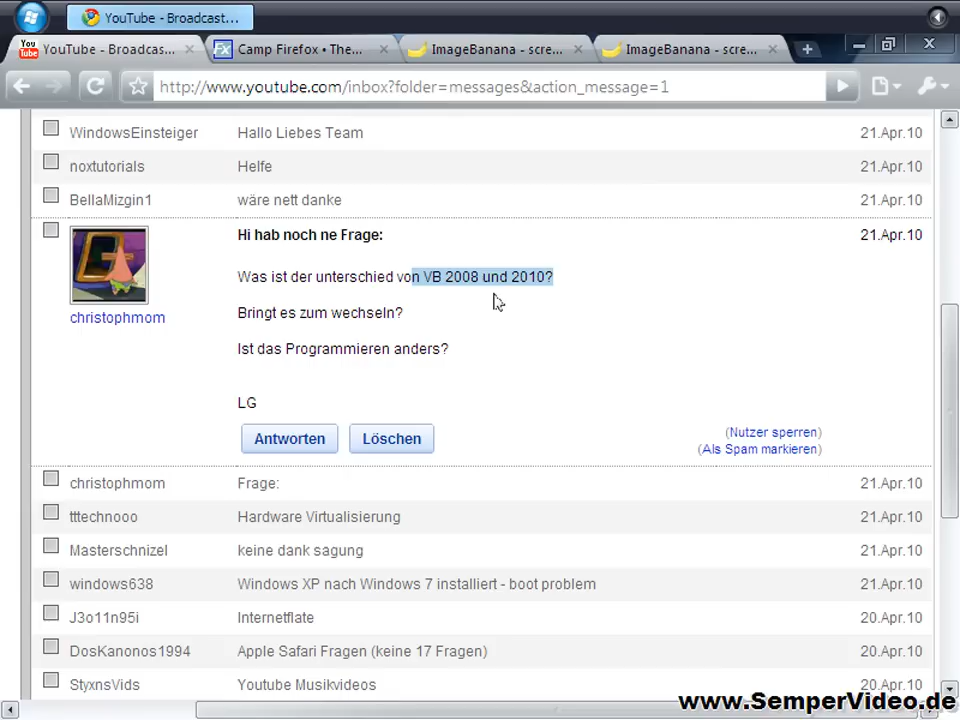 YouTube - Broadcast...
You
Tube
YouTube - Broadcas...
Camp Firefox • The...
ImageBanana - scre...
ImageBanana - scre...
http://www.youtube.com/inbox?folder=messages&action_message=1
WindowsEinsteiger Hallo Liebes Team 21.Apr.10
noxtutorials Helfe 21.Apr.10
BellaMizgin1 wäre nett danke 21.Apr.10
Hi hab noch ne Frage: 21.Apr.10
Was ist der unterschied von VB 2008 und 2010?
christophmom
Bringt es zum wechseln?
Ist das Programmieren anders?
LG
Antworten Löschen
(Nutzer sperren)
(Als Spam markieren)
christophmom Frage: 21.Apr.10
tttechnooo Hardware Virtualisierung 21.Apr.10
Masterschnizel keine dank sagung 21.Apr.10
windows638 Windows XP nach Windows 7 installiert - boot problem 21.Apr.10
J3o11n95i Internetflate 20.Apr.10
DosKanonos1994 Apple Safari Fragen (keine 17 Fragen) 20.Apr.10
StyxnsVids Youtube Musikvideos 20.Apr.10
www.SemperVideo.de